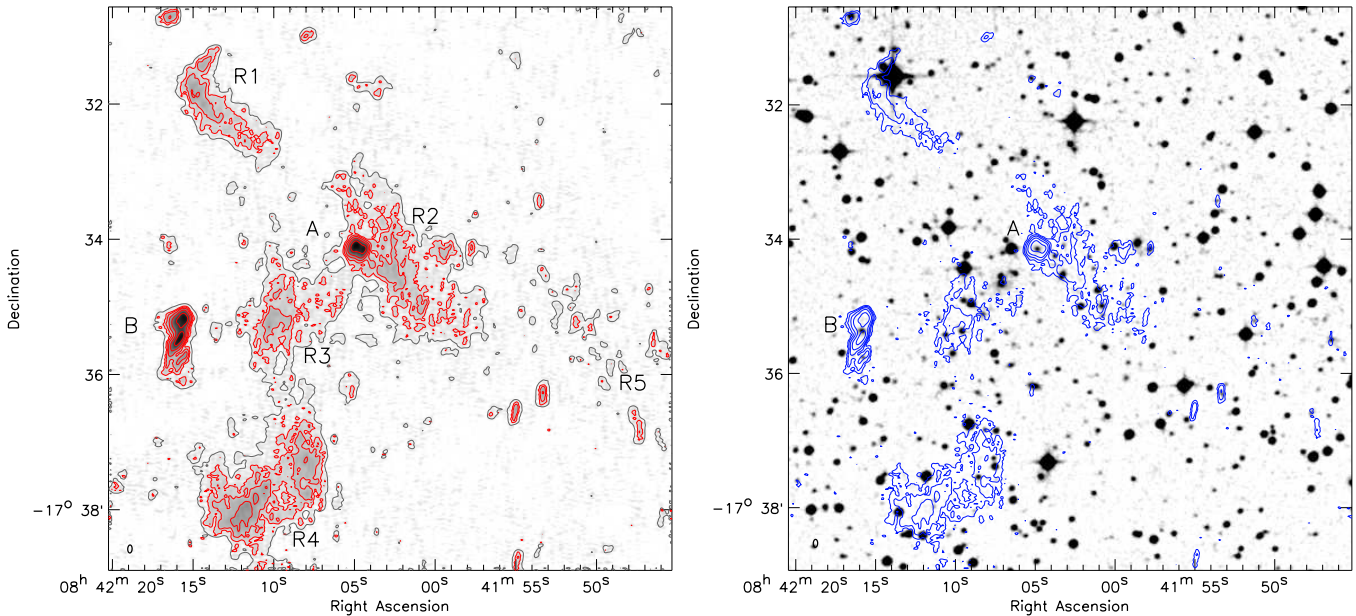 R1
R2
R3
R4
R5
A
B
32
34
36
-17° 38'
Declination
08h 42m 20s 15s 10s 05s 00s 41m 55s 50s
Right Ascension
A
B
32
34
36
-17° 38'
Declination
08h 42m 20s 15s 10s 05s 00s 41m 55s 50s
Right Ascension